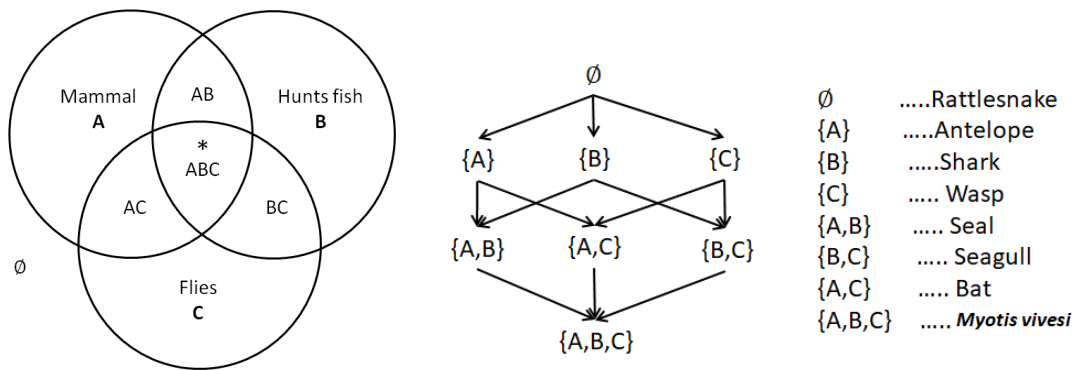 Mammal
A
AB
Hunts fish
B
*
ABC
AC
BC
∅
Flies
C
∅
{A} {B} {C}
{A,B} {A,C} {B,C}
{A,B,C}
∅ .....Rattlesnake
{A} .....Antelope
{B} .....Shark
{C} ..... Wasp
{A,B} ..... Seal
{B,C} ..... Seagull
{A,C} ..... Bat
{A,B,C} ..... Myotis vivesi